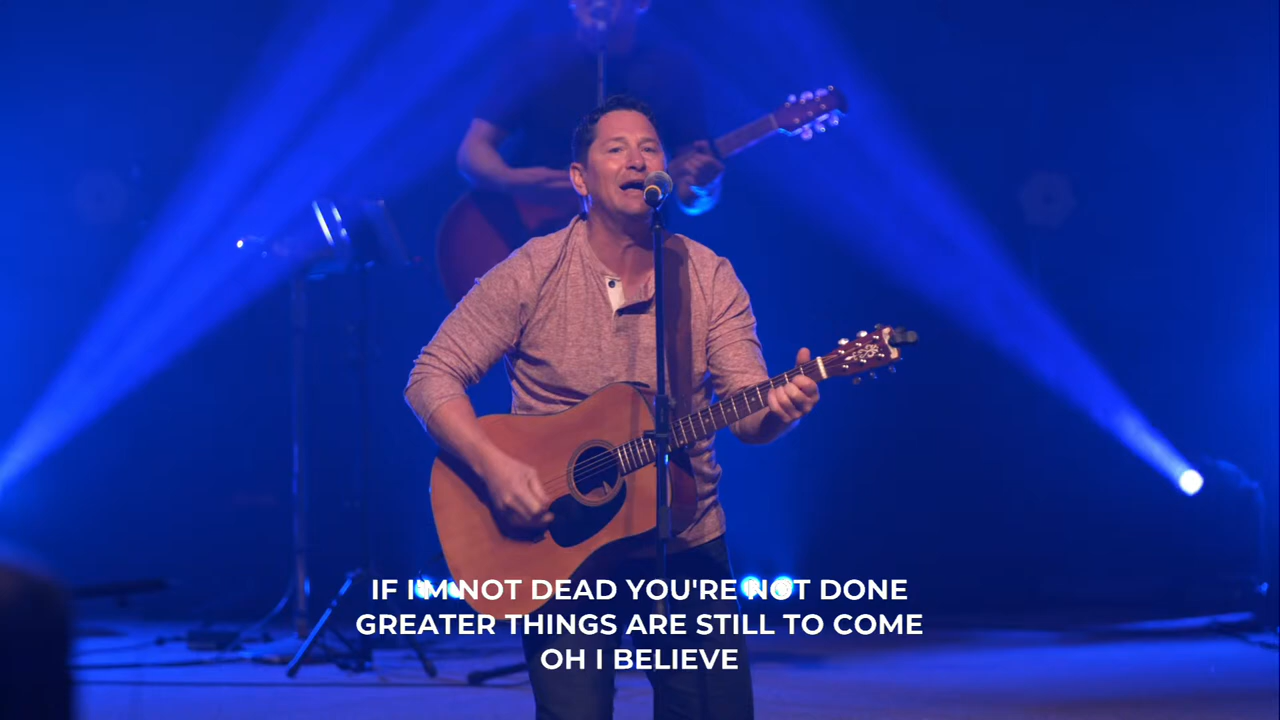 IF I'M NOT DEAD YOU'RE NOT DONE
GREATER THINGS ARE STILL TO COME
OH I BELIEVE